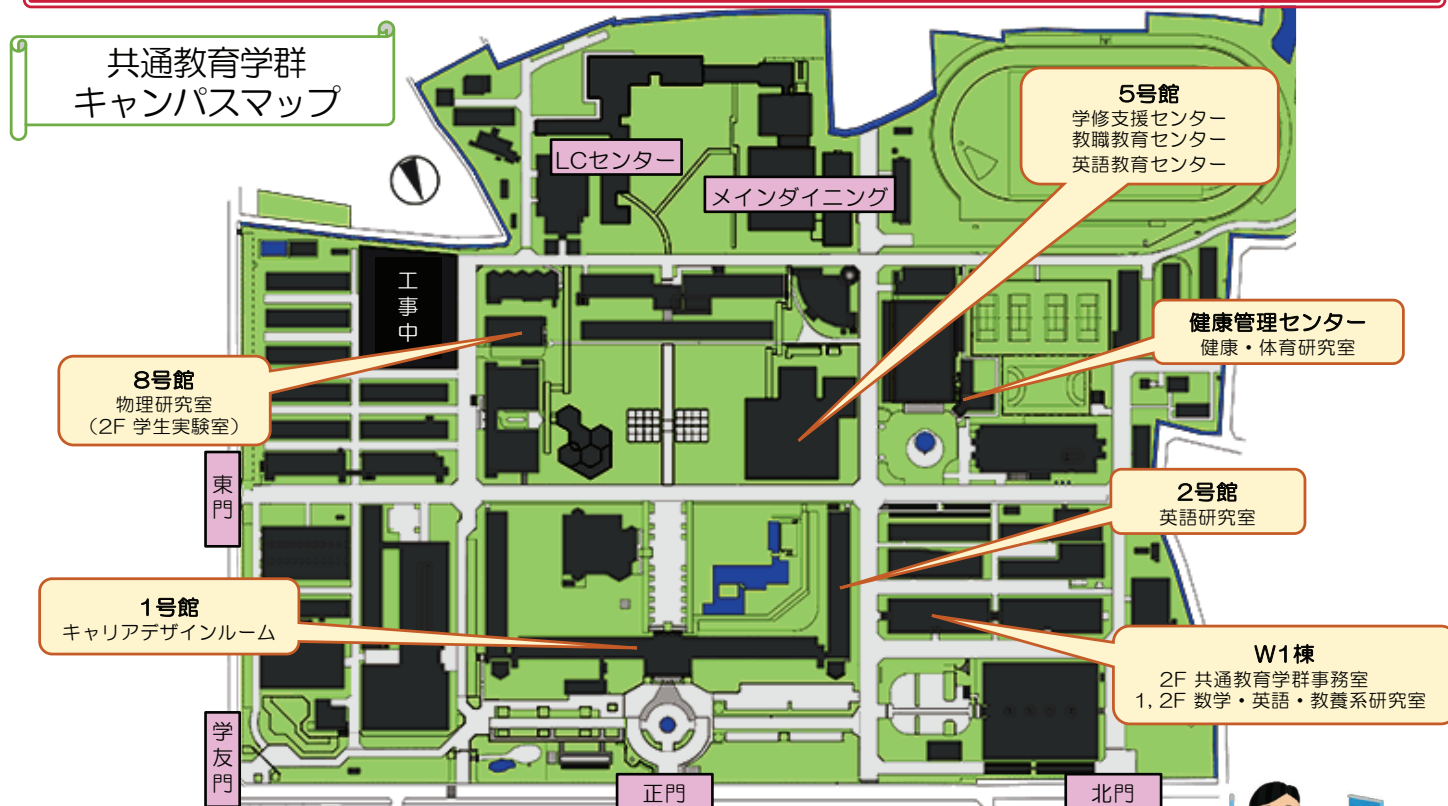 共通教育学群
キャンパスマップ
5号館
学修支援センター
教職教育センター
英語教育センター
LCセンター
メインダイニング
工事中
健康管理センター
健康・体育研究室
8号館
物理研究室
(2F 学生実験室)
東門
2号館
英語研究室
1号館
キャリアデザインルーム
W1棟
2F 共通教育学群事務室
1, 2F 数学・英語・教養系研究室
学友門
正門
北門